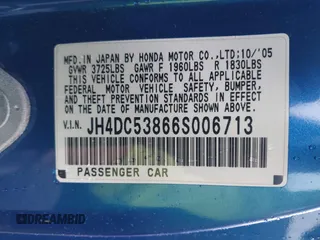 MFD. IN JAPAN BY HONDA MOTOR CO., LTD: 10/'05
GVWR 3725LBS GAWR F 1960LBS R 1830LBS
THIS VEHICLE CONFORMS TO ALL APPLICABLE
FEDERAL MOTOR VEHICLE SAFETY, BUMPER,
AND THEFT PREVENTION STANDARDS IN EFFECT
ON THE DATE OF MANUFACTURE SHOWN ABOVE.
V.I.N. JH4DC53866S006713
PASSENGER CAR
DREAMBID